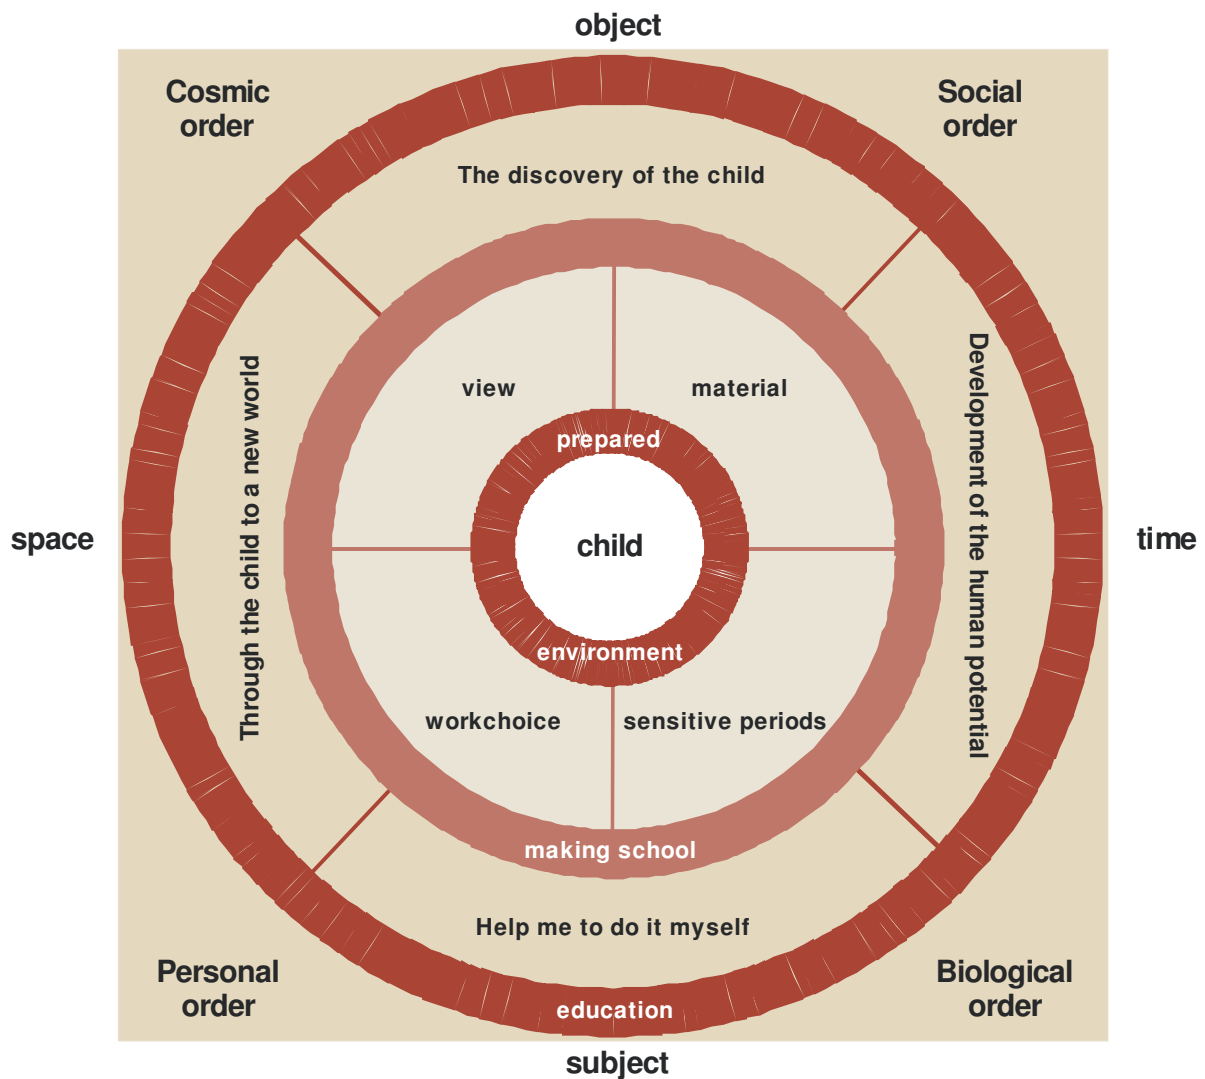 object
Cosmic
order
Social
order
The discovery of the child
Through the child to a new world
Development of the human potential
view
material
prepared
space
child
time
environment
workchoice
sensitive periods
making school
Help me to do it myself
Personal
order
Biological
order
education
subject